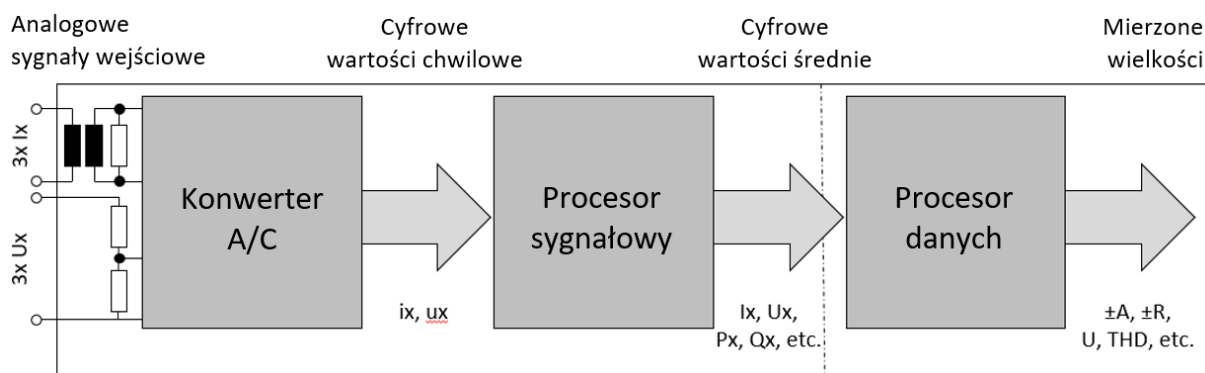 Analogowe
sygnały wejściowe
Cyfrowe
wartości chwilowe
Cyfrowe
wartości średnie
Mierzone
wielkości
3x Ix
3x Ux
Konwerter
A/C
Procesor
sygnałowy
Procesor
danych
ix, ux
Ix, Ux,
Px, Qx, etc.
±A, ±R,
U, THD, etc.